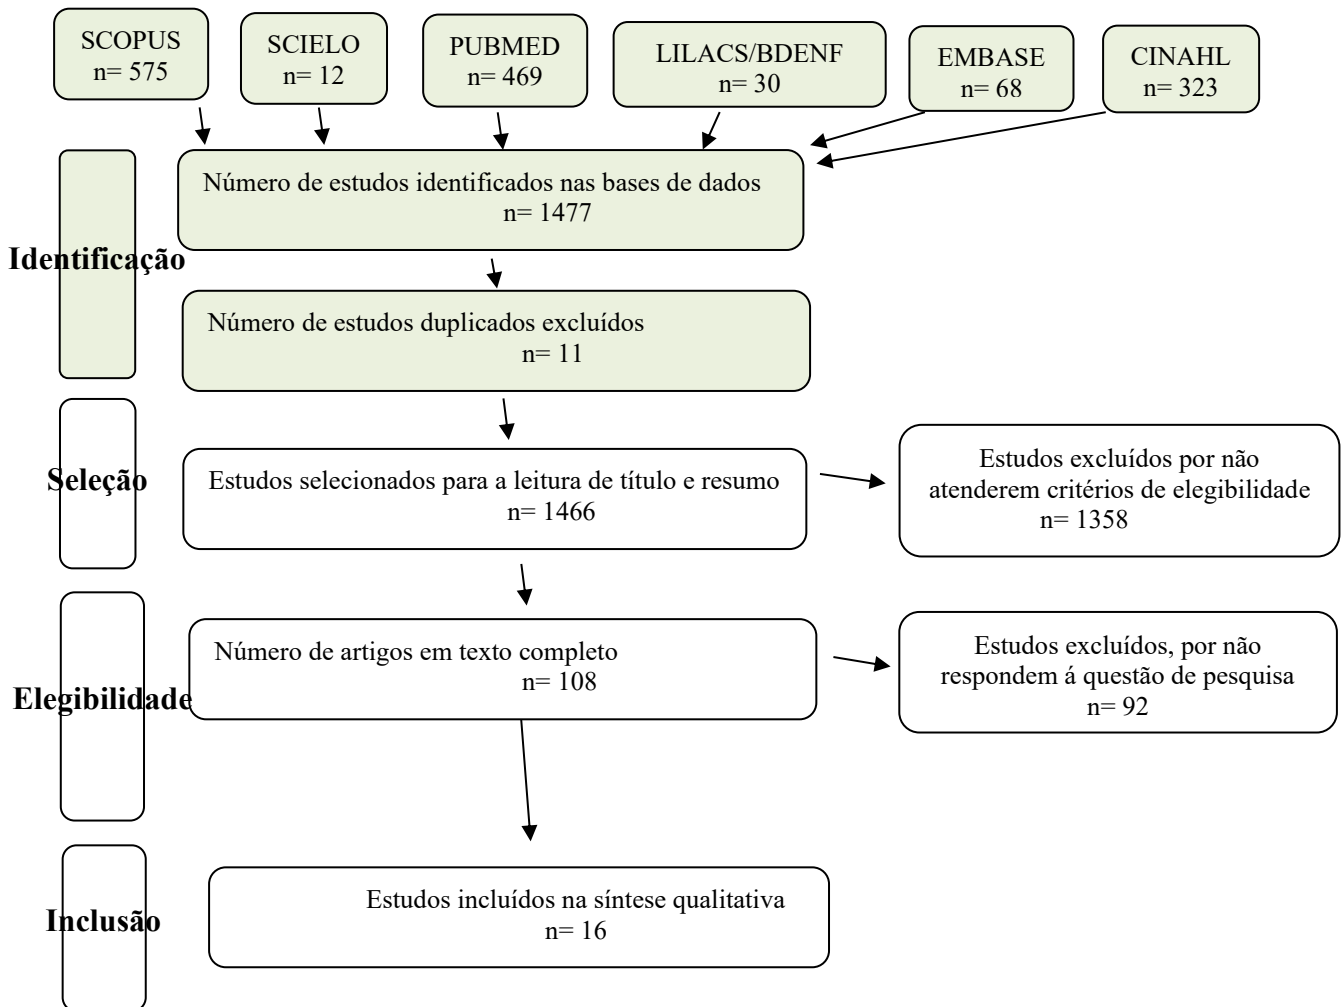 SCOPUS
n= 575
SCIELO
n= 12
PUBMED
n= 469
LILACS/BDENF
n= 30
EMBASE
n= 68
CINAHL
n= 323
Identificação
Número de estudos identificados nas bases de dados
n= 1477
Número de estudos duplicados excluídos
n= 11
Seleção
Estudos selecionados para a leitura de título e resumo
n= 1466
Estudos excluídos por não
atenderem critérios de elegibilidade
n= 1358
Elegibilidade
Número de artigos em texto completo
n= 108
Estudos excluídos, por não
respondem á questão de pesquisa
n= 92
Inclusão
Estudos incluídos na síntese qualitativa
n= 16